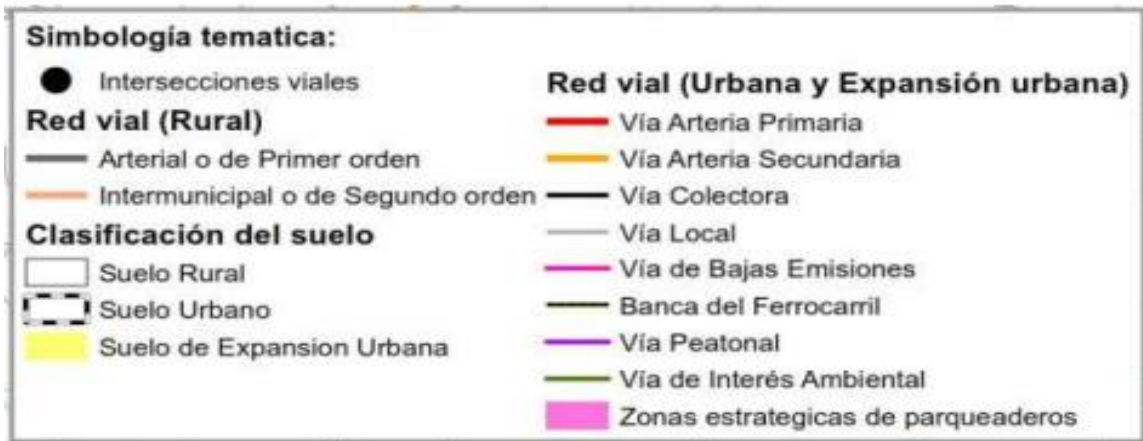 Simbología tematica:
Intersecciones viales
Red vial (Rural)
Arterial o de Primer orden
Intermunicipal o de Segundo orden
Clasificación del suelo
Suelo Rural
Suelo Urbano
Suelo de Expansion Urbana
Red vial (Urbana y Expansión urbana)
Vía Arteria Primaria
Vía Arteria Secundaria
Vía Colectora
Vía Local
Vía de Bajas Emisiones
Banca del Ferrocarril
Vía Peatonal
Vía de Interés Ambiental
Zonas estrategicas de parqueaderos